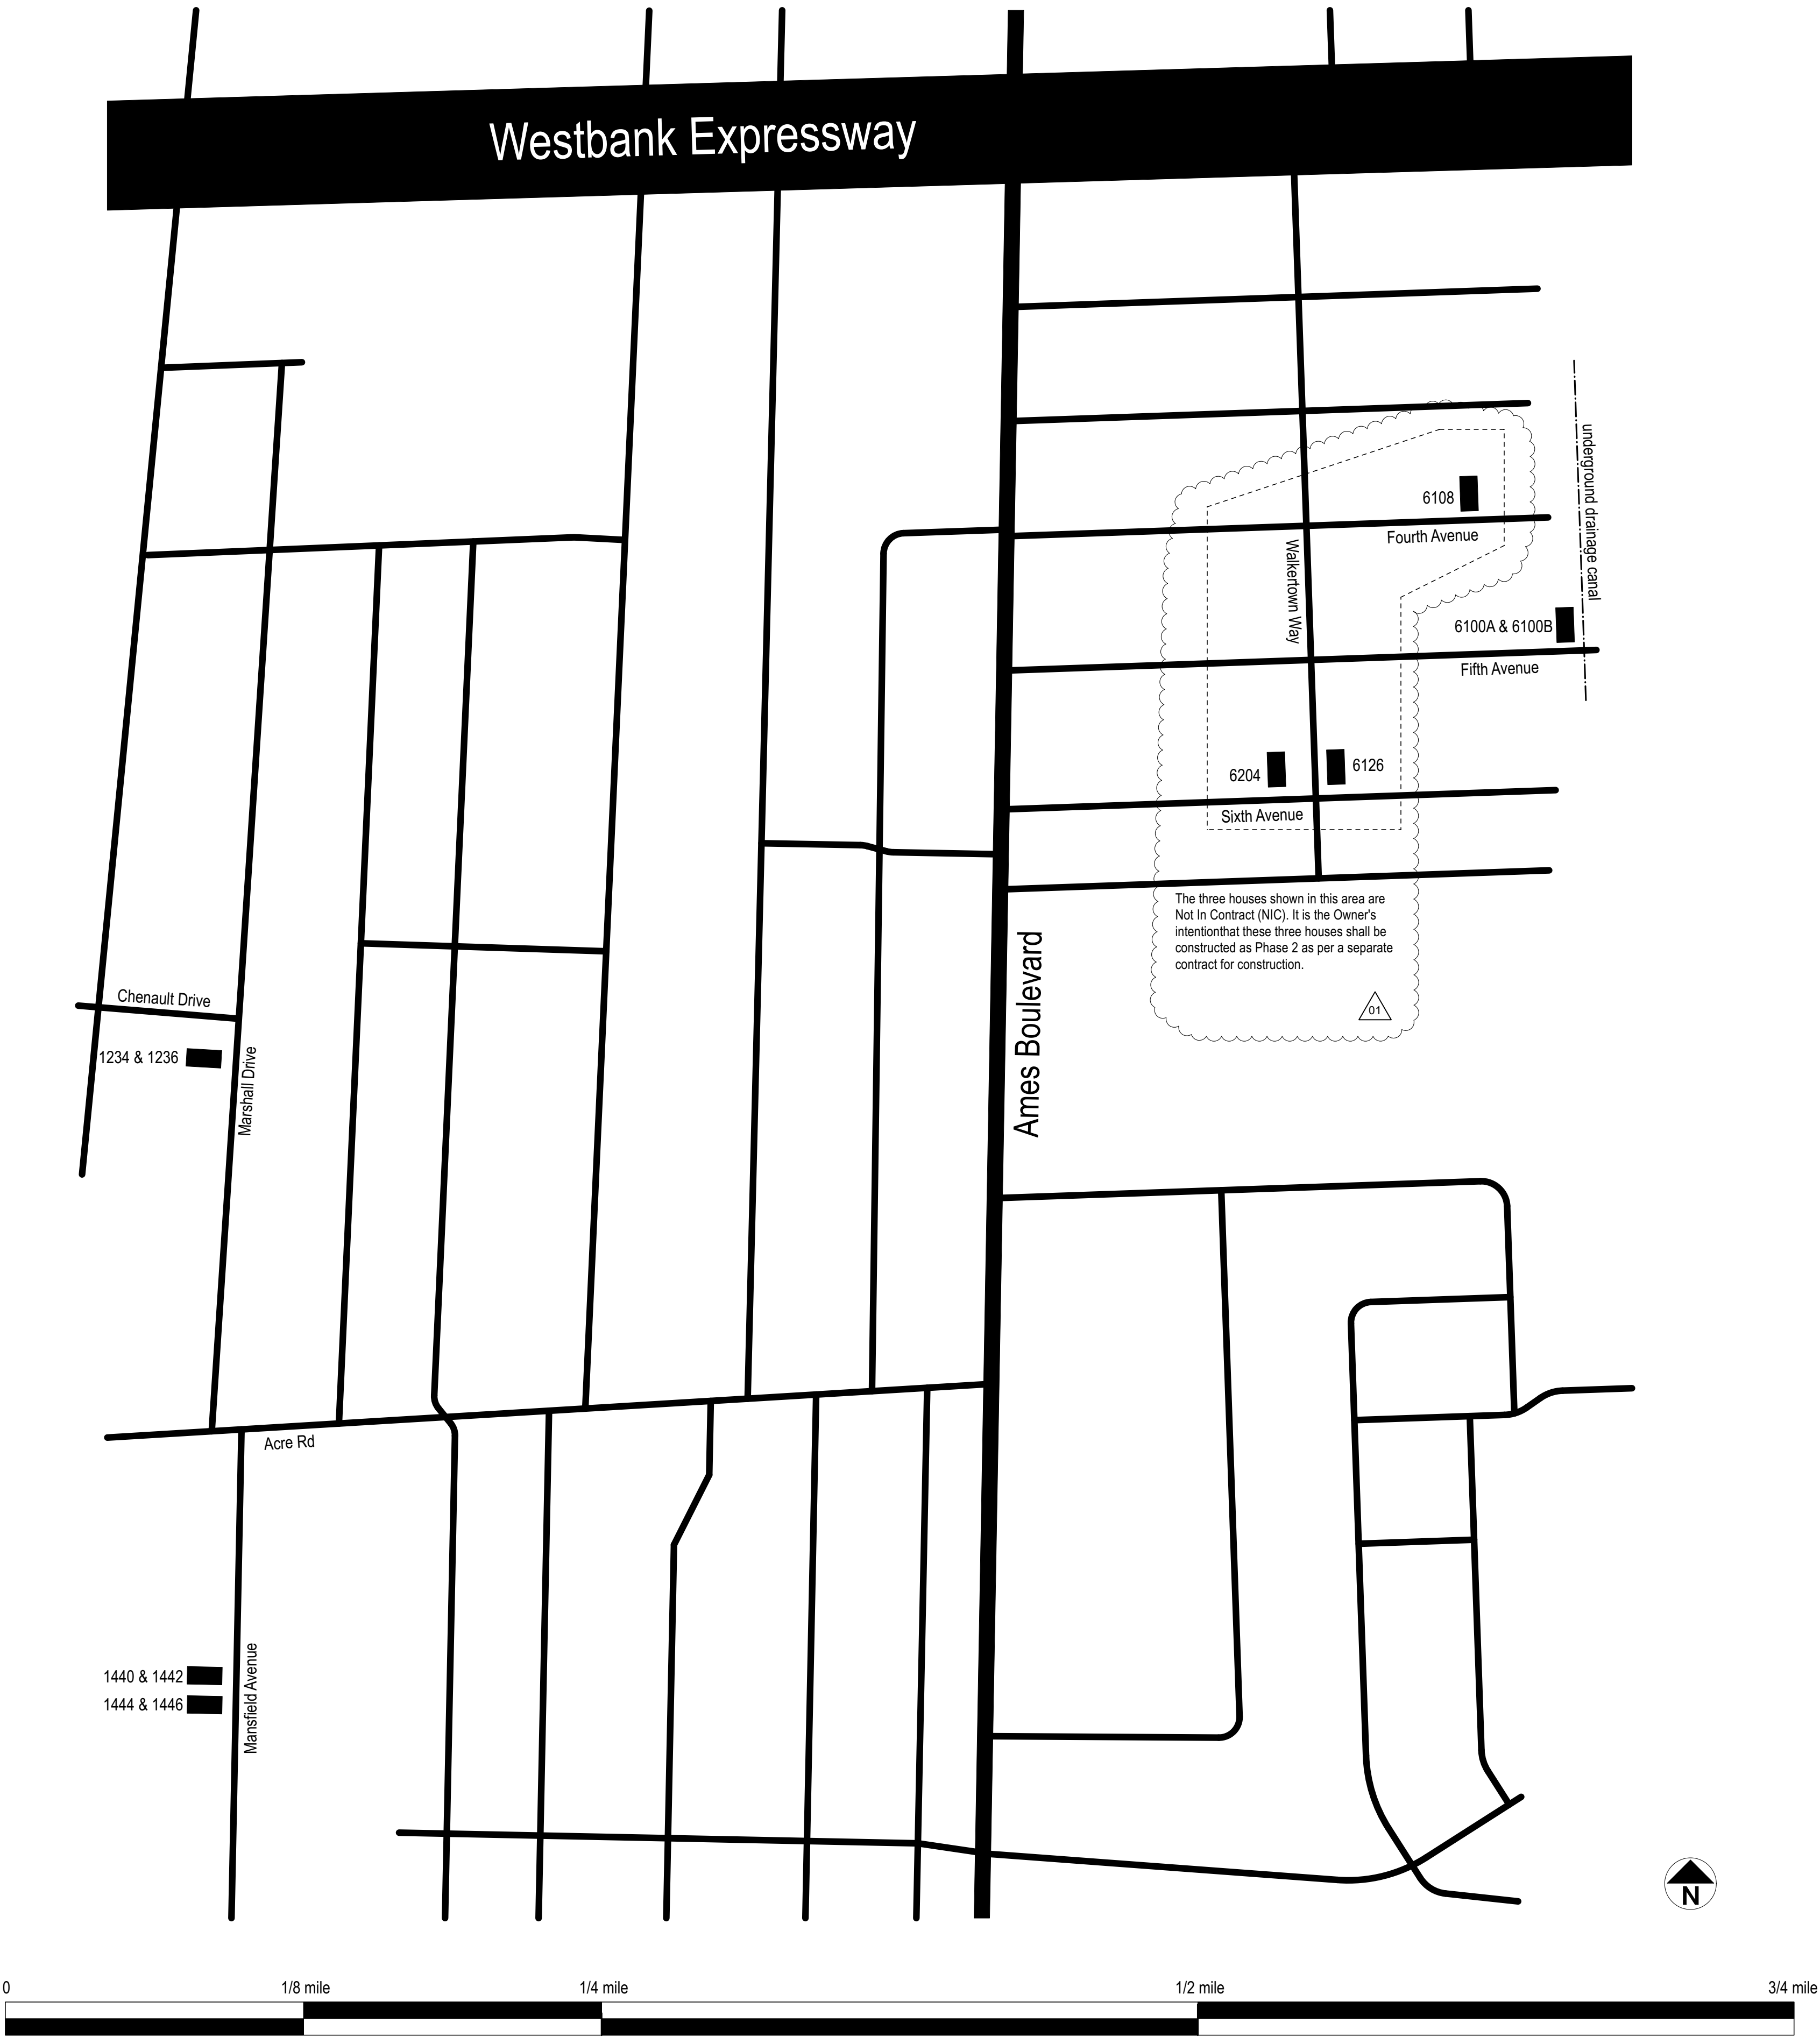 Westbank Expressway
underground drainage canal
6108
Fourth Avenue
Walkertown Way
6100A & 6100B
Fifth Avenue
6204
6126
Sixth Avenue
The three houses shown in this area are
Not In Contract (NIC). It is the Owner's
intentionthat these three houses shall be
constructed as Phase 2 as per a separate
contract for construction.
01
Ames Boulevard
Chenault Drive
1234 & 1236
Marshall Drive
Acre Rd
1440 & 1442
1444 & 1446
Mansfield Avenue
N
0
1/8 mile
1/4 mile
1/2 mile
3/4 mile